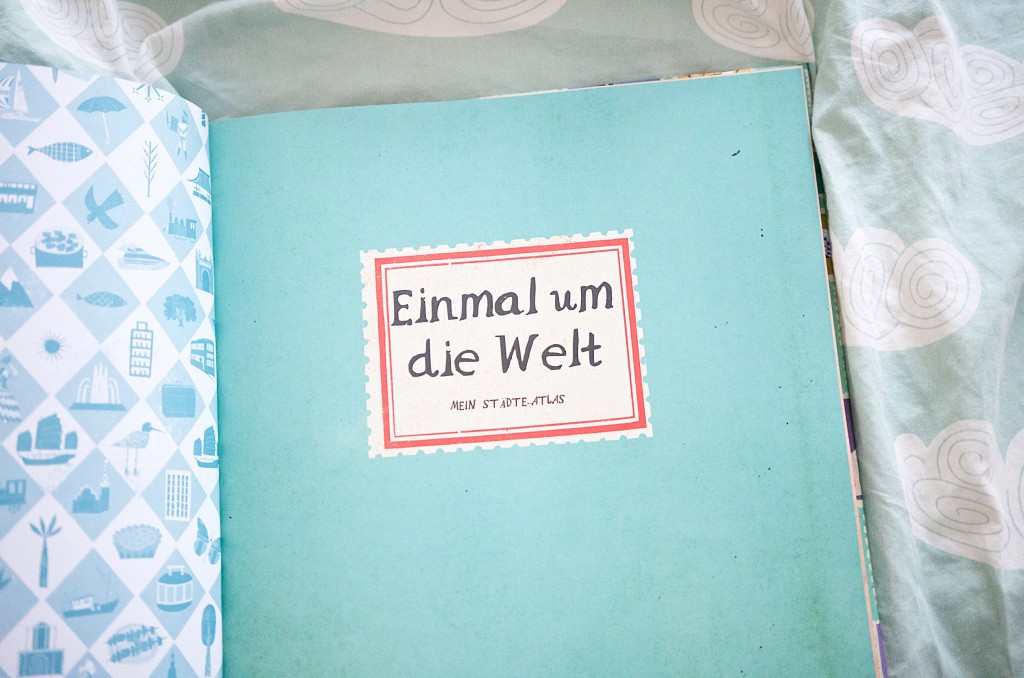 Einmal um
die Welt
MEIN STÄDTE-ATLAS